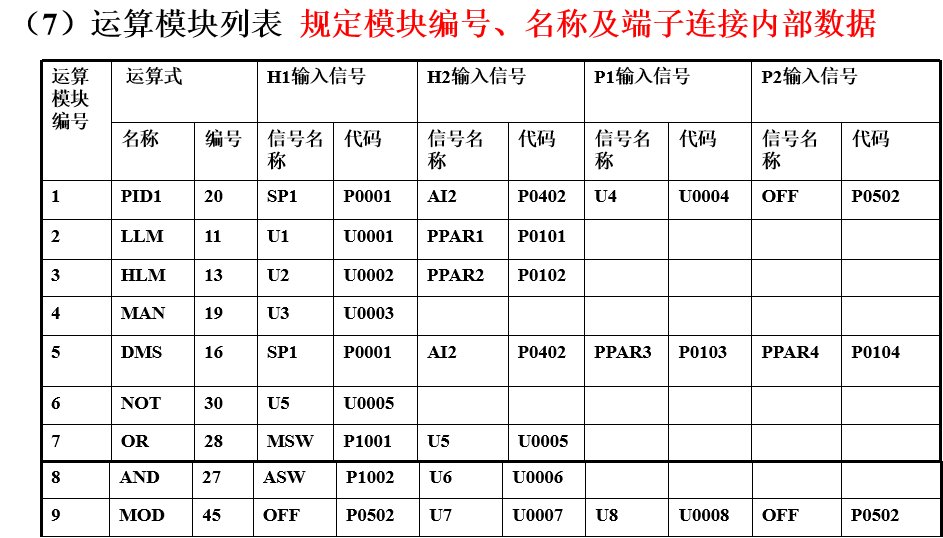 （7）运算模块列表 规定模块编号、名称及端子连接内部数据
运算模块编号 运算式 H1输入信号 H2输入信号 P1输入信号 P2输入信号
名称 编号 信号名称 代码 信号名称 代码 信号名称 代码 信号名称 代码
1 PID1 20 SP1 P0001 AI2 P0402 U4 U0004 OFF P0502
2 LLM 11 U1 U0001 PPAR1 P0101
3 HLM 13 U2 U0002 PPAR2 P0102
4 MAN 19 U3 U0003
5 DMS 16 SP1 P0001 AI2 P0402 PPAR3 P0103 PPAR4 P0104
6 NOT 30 U5 U0005
7 OR 28 MSW P1001 U5 U0005
8 AND 27 ASW P1002 U6 U0006
9 MOD 45 OFF P0502 U7 U0007 U8 U0008 OFF P0502